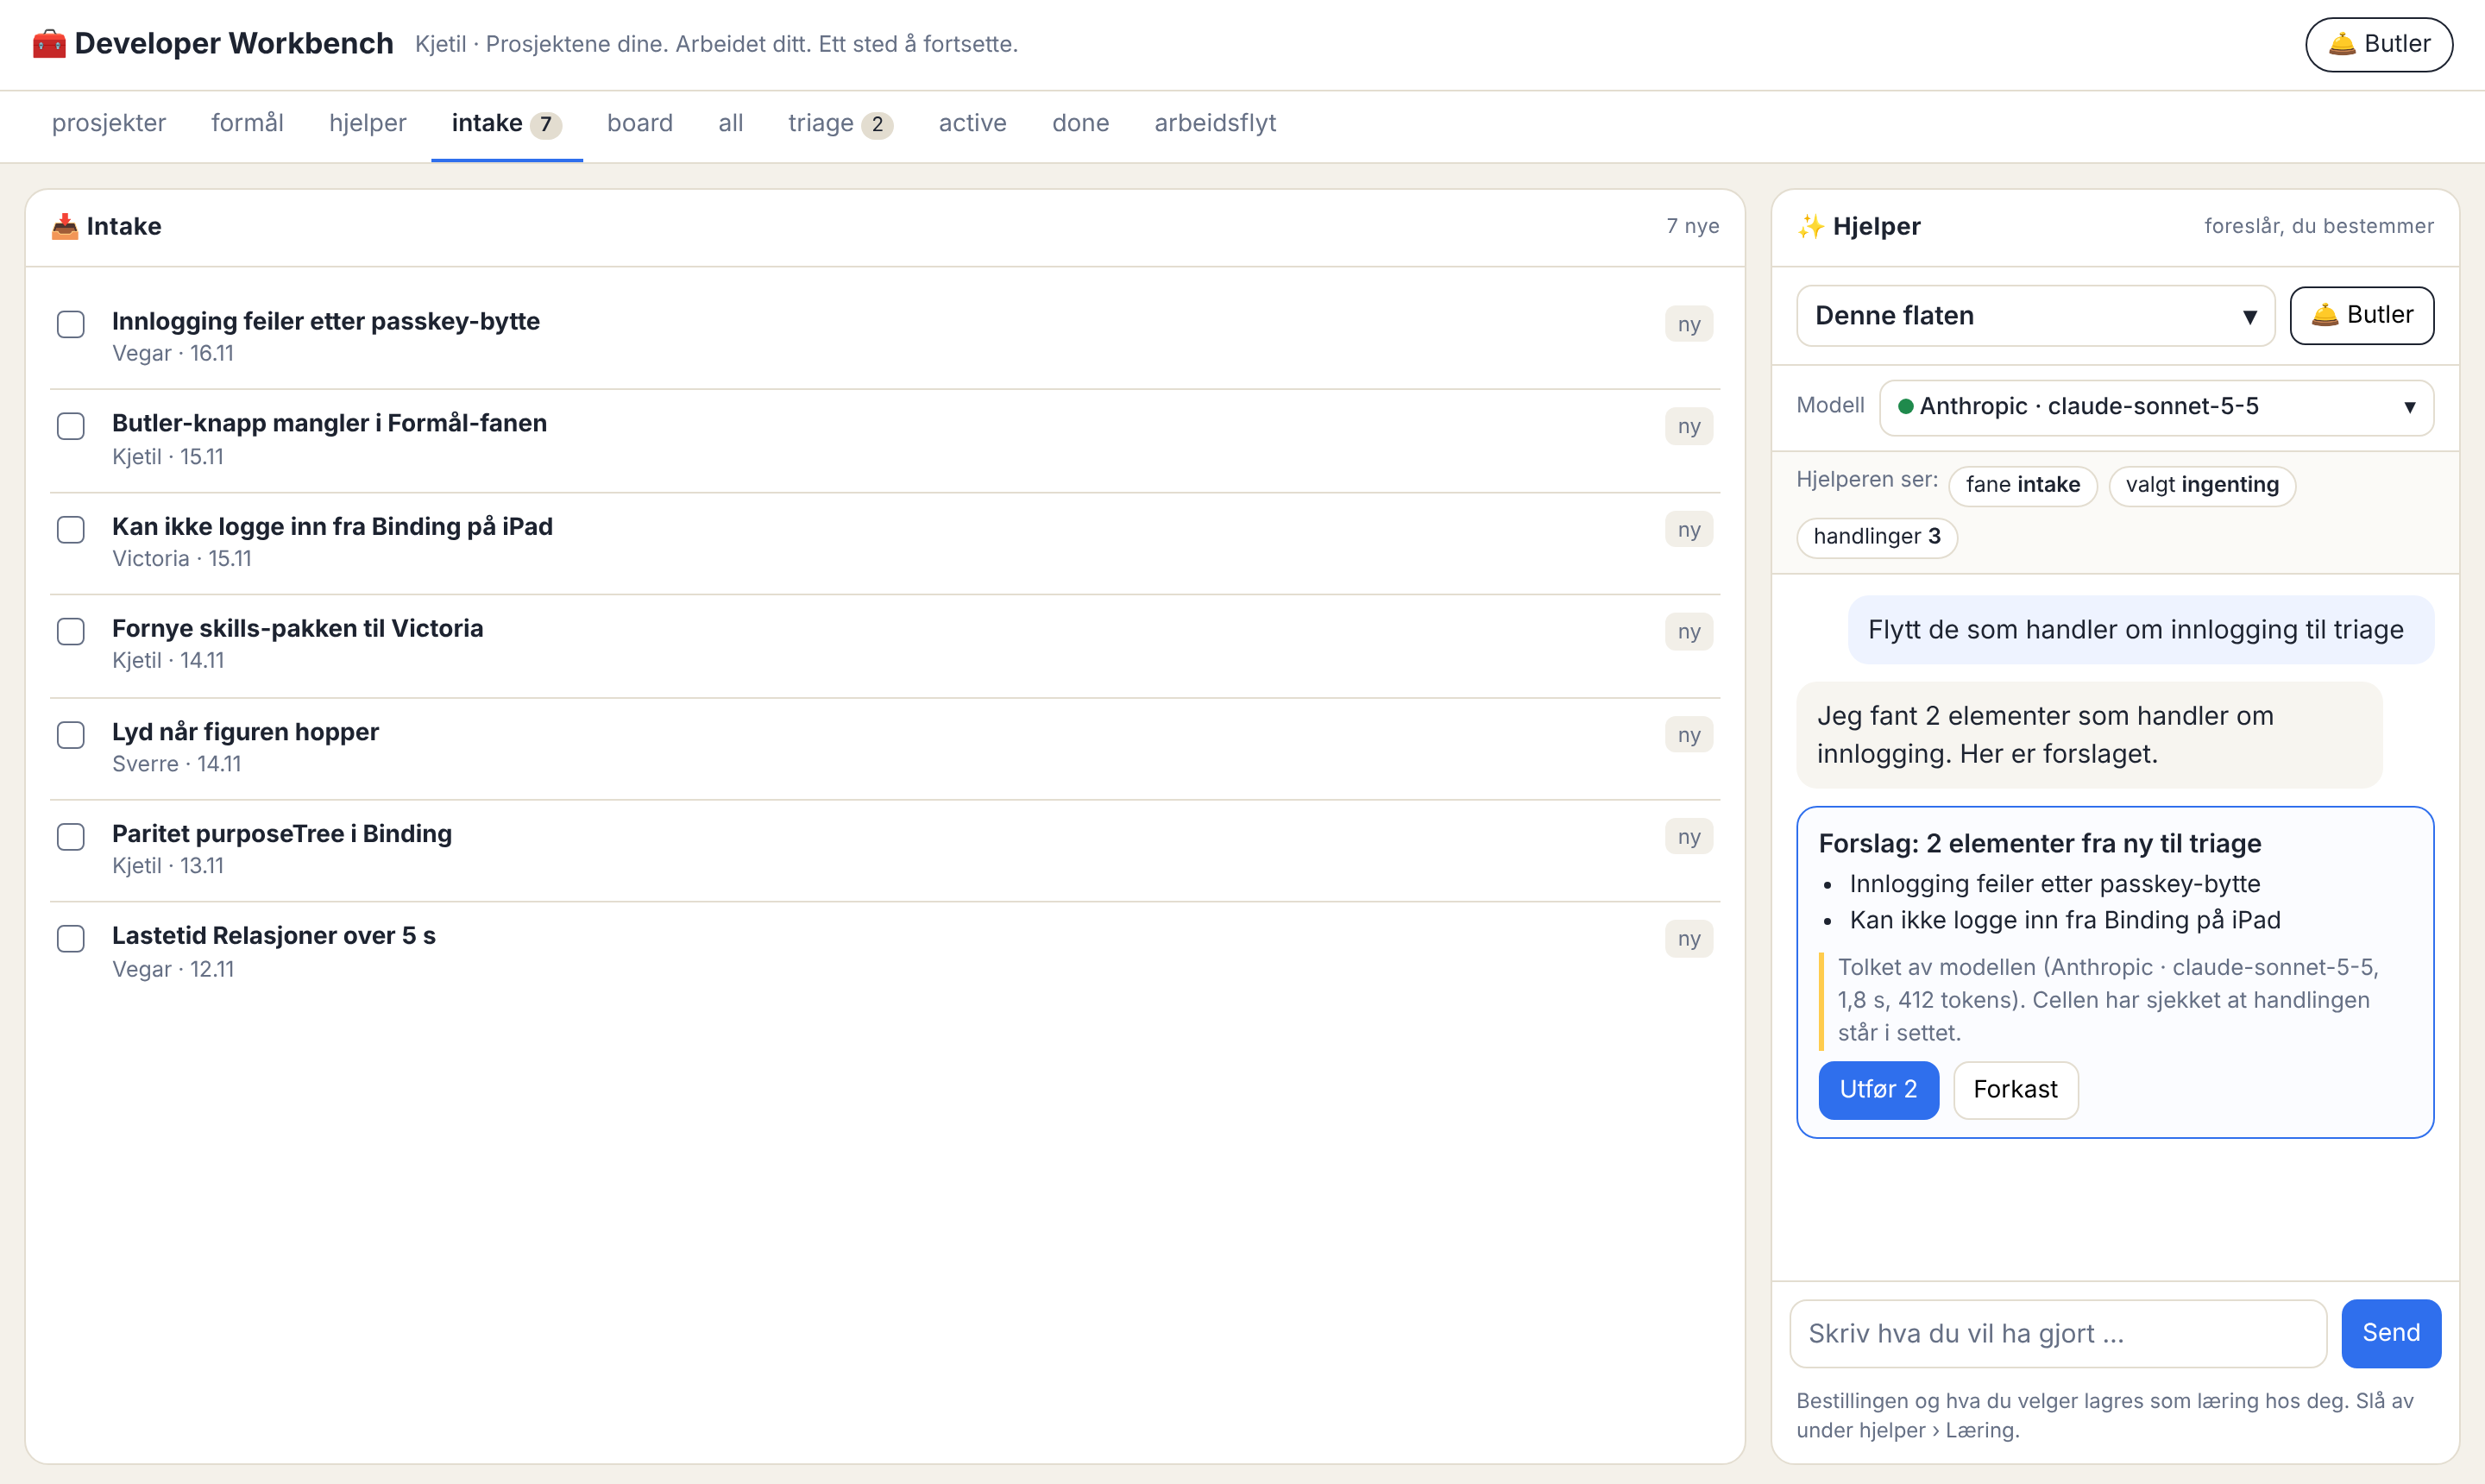 🧰 Developer Workbench Kjetil · Prosjektene dine. Arbeidet ditt. Ett sted å fortsette.
🛎️ Butler
prosjekter formål hjelper intake 7 board all triage 2 active done arbeidsflyt
📥 Intake
7 nye
Innlogging feiler etter passkey-bytte
ny
Vegar · 16.11
Butler-knapp mangler i Formål-fanen
ny
Kjetil · 15.11
Kan ikke logge inn fra Binding på iPad
ny
Victoria · 15.11
Fornye skills-pakken til Victoria
ny
Kjetil · 14.11
Lyd når figuren hopper
ny
Sverre · 14.11
Paritet purposeTree i Binding
ny
Kjetil · 13.11
Lastetid Relasjoner over 5 s
ny
Vegar · 12.11
✨ Hjelper
foreslår, du bestemmer
Denne flaten ▾
🛎️ Butler
Modell
Anthropic · claude-sonnet-5-5 ▾
Hjelperen ser: fane intake valgt ingenting
handlinger 3
Flytt de som handler om innlogging til triage
Jeg fant 2 elementer som handler om
innlogging. Her er forslaget.
Forslag: 2 elementer fra ny til triage
• Innlogging feiler etter passkey-bytte
• Kan ikke logge inn fra Binding på iPad
Tolket av modellen (Anthropic · claude-sonnet-5-5,
1,8 s, 412 tokens). Cellen har sjekket at handlingen
står i settet.
Utfør 2
Forkast
Skriv hva du vil ha gjort ...
Send
Bestillingen og hva du velger lagres som læring hos deg. Slå av
under hjelper › Læring.